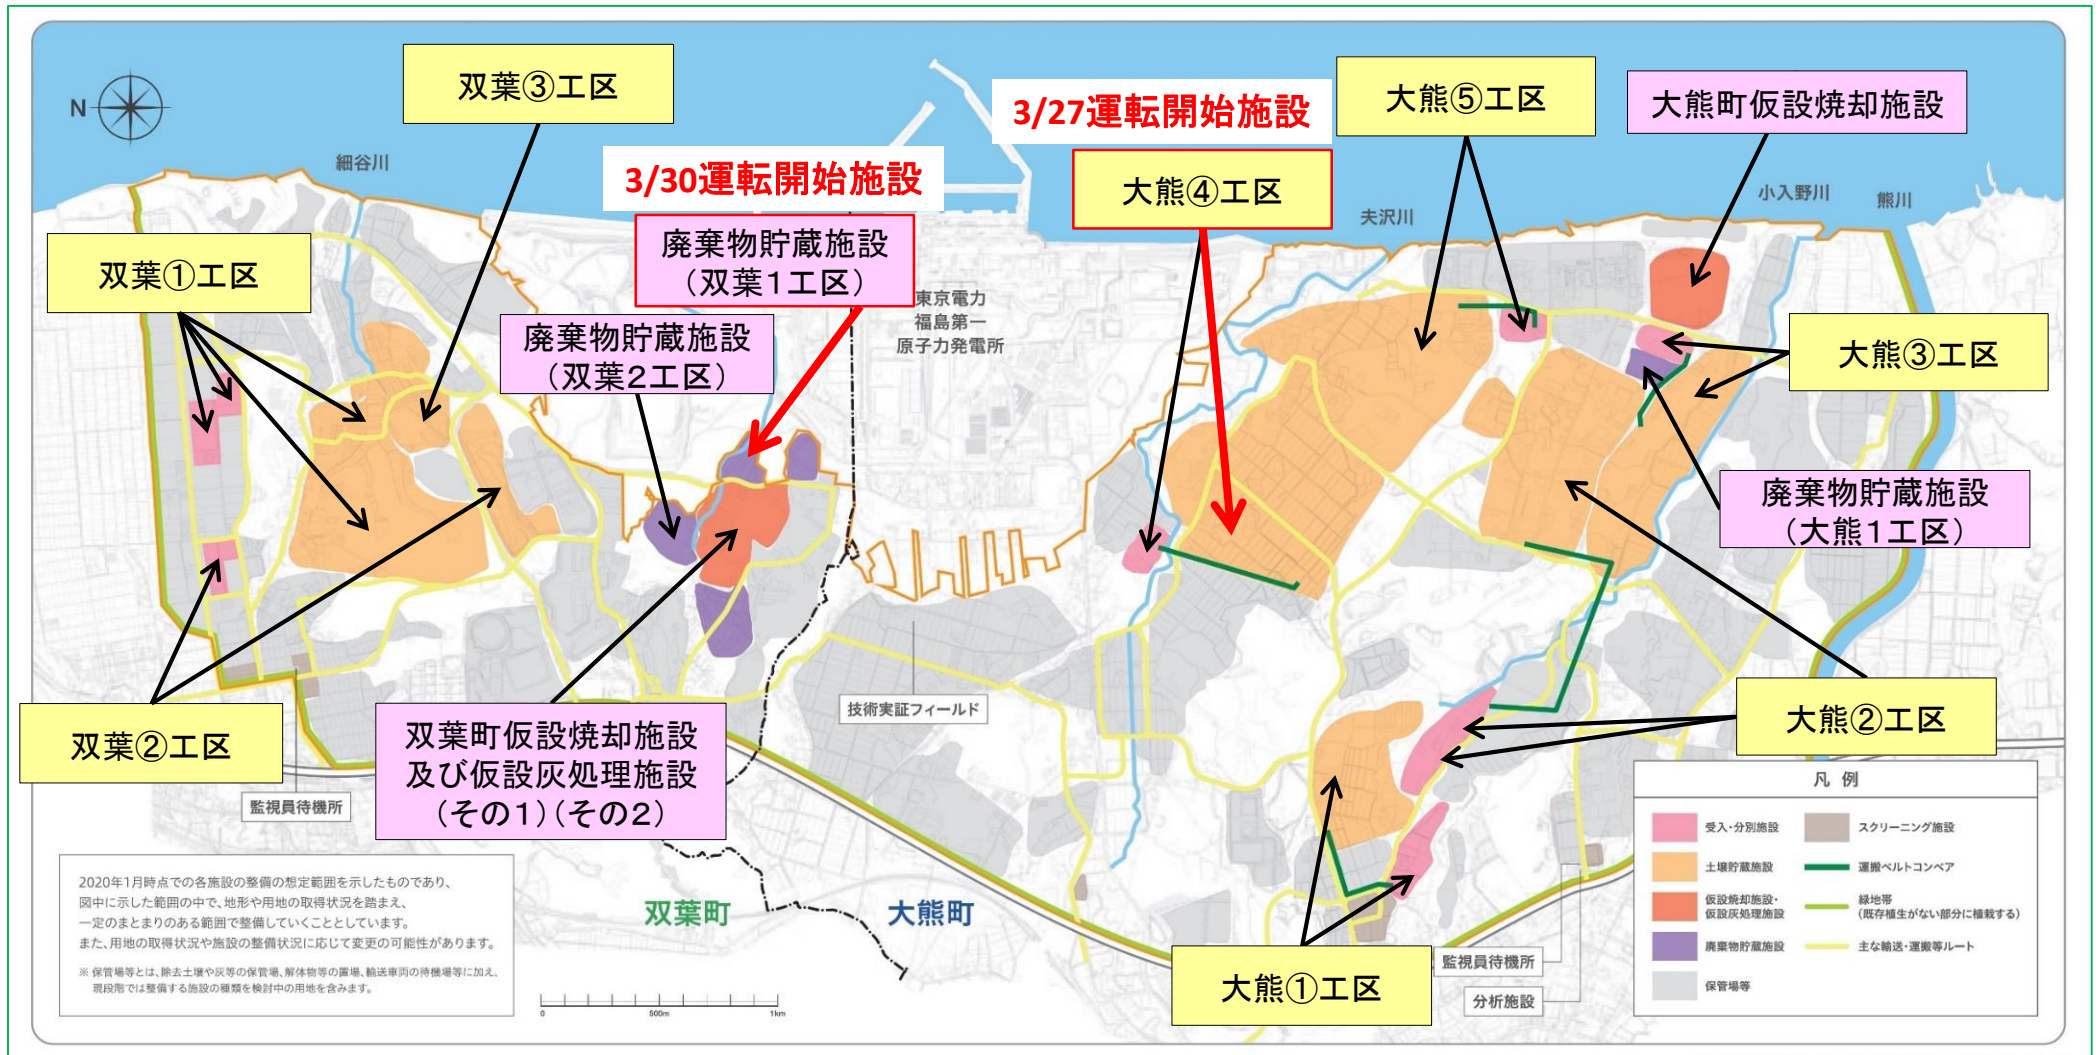 N
細谷川
双葉③工区
3/30運転開始施設
廃棄物貯蔵施設
(双葉1工区)
3/27運転開始施設
大熊④工区
大熊⑤工区
大熊町仮設焼却施設
夫沢川
小入野川
熊川
双葉①工区
廃棄物貯蔵施設
(双葉2工区)
東京電力
福島第一
原子力発電所
大熊③工区
廃棄物貯蔵施設
(大熊1工区)
双葉②工区
双葉町仮設焼却施設
及び仮設灰処理施設
(その1)(その2)
技術実証フィールド
大熊②工区
監視員待機所
双葉町
大熊町
大熊①工区
監視員待機所
分析施設
2020年1月時点での各施設の整備の想定範囲を示したものであり、
図中に示した範囲の中で、地形や用地の取得状況を踏まえ、
一定のまとまりのある範囲で整備していくこととしています。
また、用地の取得状況や施設の整備状況に応じて変更の可能性があります。
※ 保管場等とは、除去土壌や灰等の保管場、解体物等の置場、輸送車両の待機場等に加え、
現段階では整備する施設の種類を検討中の用地を含みます。
0 500m 1km
凡 例
受入・分別施設
スクリーニング施設
土壌貯蔵施設
運搬ベルトコンベア
仮設焼却施設・
仮設灰処理施設
緑地帯
(既存植生がない部分に植栽する)
廃棄物貯蔵施設
主な輸送・運搬等ルート
保管場等